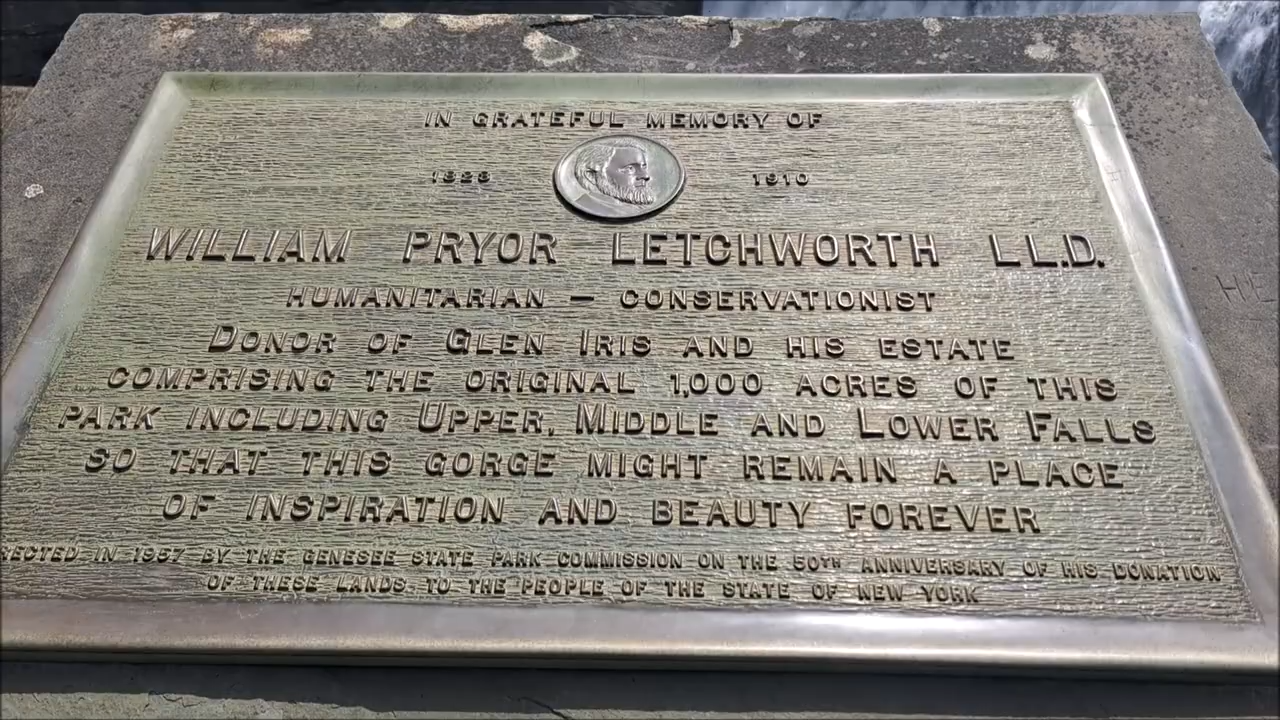 IN GRATEFUL MEMORY OF
1823 1910
WILLIAM PRYOR LETCHWORTH LL.D.
HUMANITARIAN — CONSERVATIONIST
DONOR OF GLEN IRIS AND HIS ESTATE
COMPRISING THE ORIGINAL 1,000 ACRES OF THIS
PARK INCLUDING UPPER, MIDDLE AND LOWER FALLS
SO THAT THIS GORGE MIGHT REMAIN A PLACE
OF INSPIRATION AND BEAUTY FOREVER
RECTED IN 1957 BY THE GENESEE STATE PARK COMMISSION ON THE 50TH ANNIVERSARY OF HIS DONATION
OF THESE LANDS TO THE PEOPLE OF THE STATE OF NEW YORK